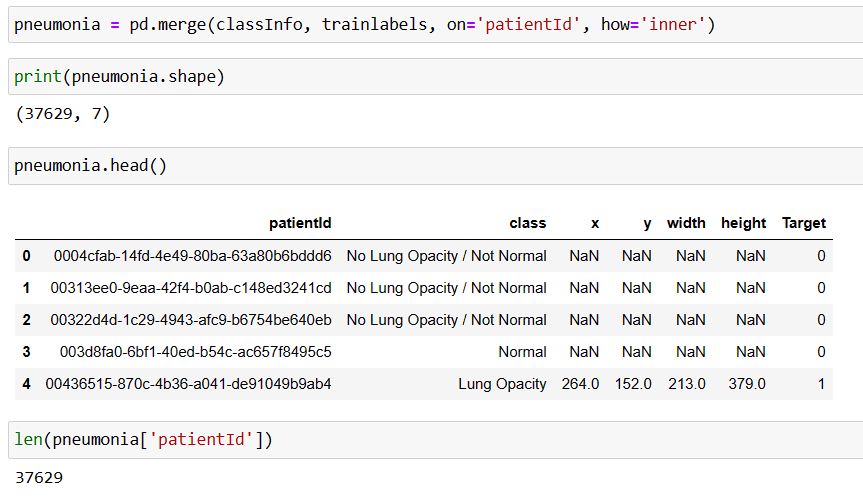 pneumonia = pd.merge(classInfo, trainlabels, on='patientId', how='inner')
print(pneumonia.shape)
(37629, 7)
pneumonia.head()
patientId class x y width height Target
0 0004cfab-14fd-4e49-80ba-63a80b6bddd6 No Lung Opacity / Not Normal NaN NaN NaN NaN 0
1 00313ee0-9eaa-42f4-b0ab-c148ed3241cd No Lung Opacity / Not Normal NaN NaN NaN NaN 0
2 00322d4d-1c29-4943-afc9-b6754be640eb No Lung Opacity / Not Normal NaN NaN NaN NaN 0
3 003d8fa0-6bf1-40ed-b54c-ac657f8495c5 Normal NaN NaN NaN NaN 0
4 00436515-870c-4b36-a041-de91049b9ab4 Lung Opacity 264.0 152.0 213.0 379.0 1
len(pneumonia['patientId'])
37629